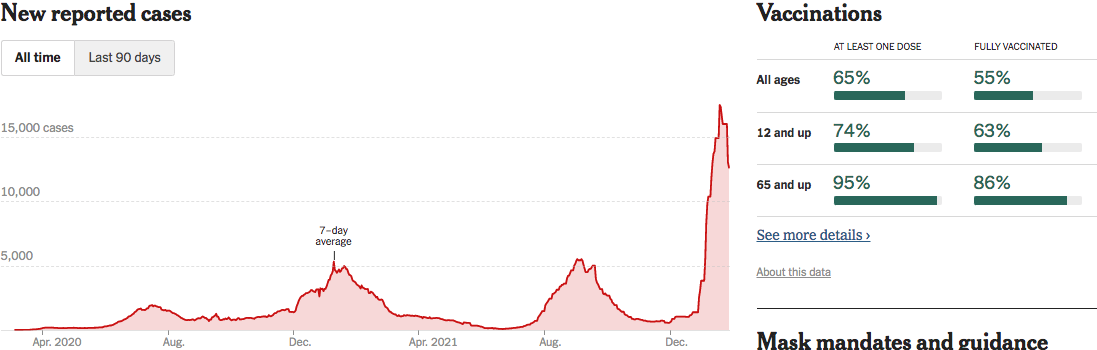 New reported cases
All time
Last 90 days
15,000 cases
10,000
5,000
7–day
average
Apr. 2020
Aug.
Dec.
Apr. 2021
Aug.
Dec.
Vaccinations
AT LEAST ONE DOSE
FULLY VACCINATED
All ages
65%
55%
12 and up
74%
63%
65 and up
95%
86%
See more details ›
About this data
Mask mandates and guidance